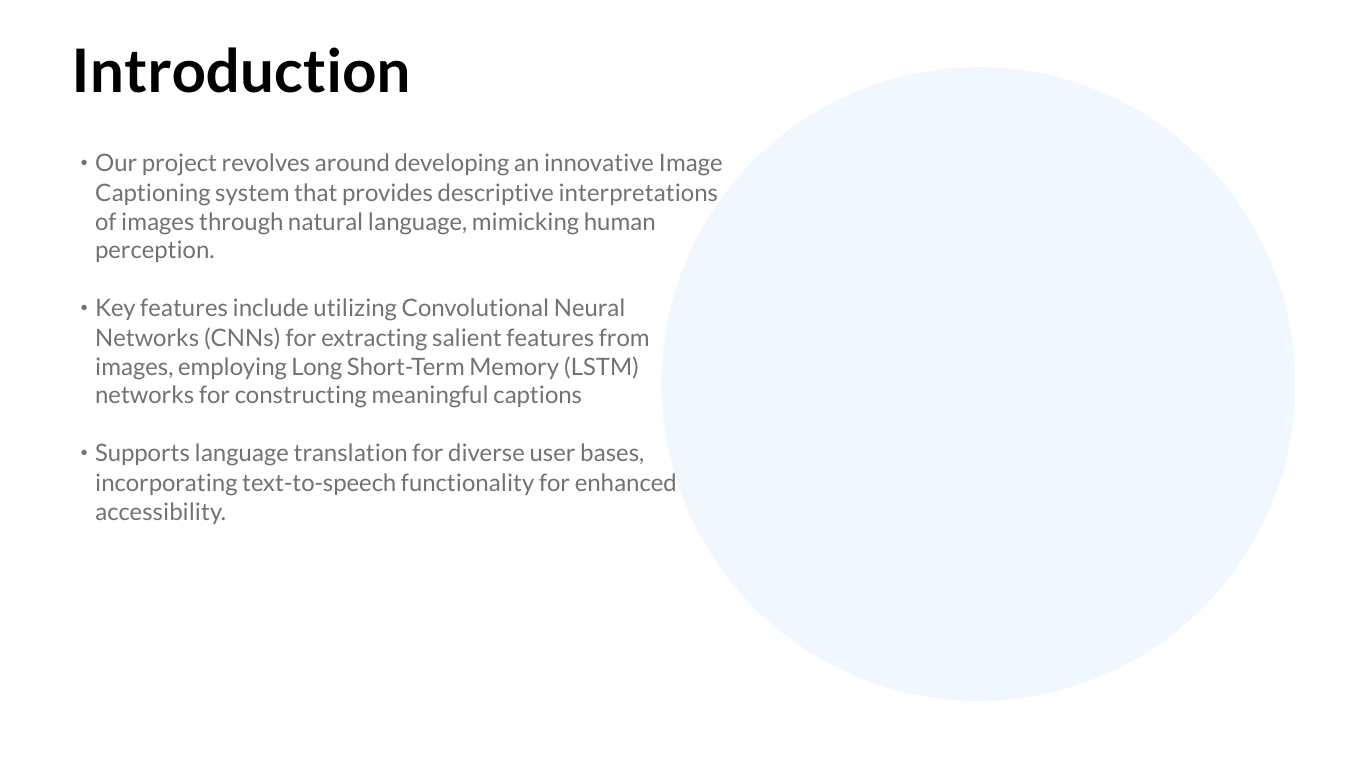 Introduction
• Our project revolves around developing an innovative Image
Captioning system that provides descriptive interpretations
of images through natural language, mimicking human
perception.
• Key features include utilizing Convolutional Neural
Networks (CNNs) for extracting salient features from
images, employing Long Short-Term Memory (LSTM)
networks for constructing meaningful captions
• Supports language translation for diverse user bases,
incorporating text-to-speech functionality for enhanced
accessibility.